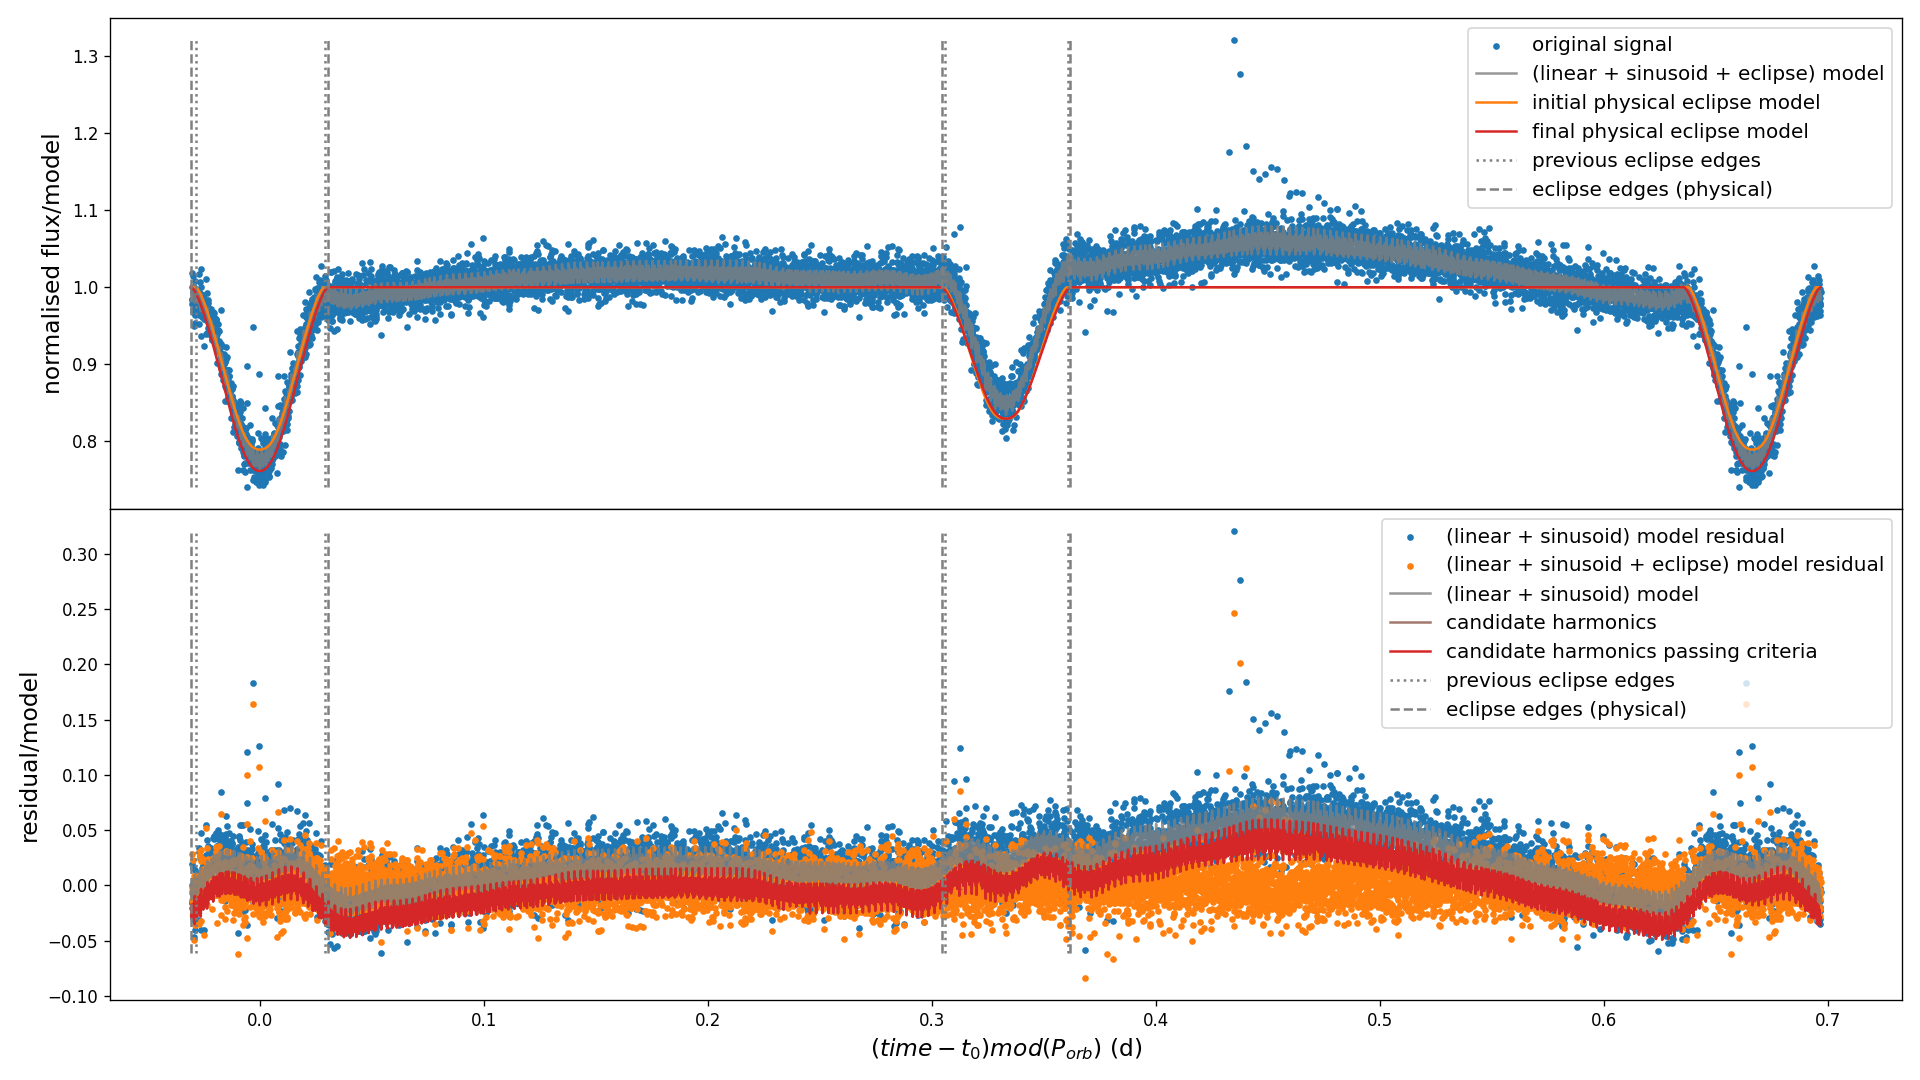 normalised flux/model
1.3
1.2
1.1
1.0
0.9
0.8
original signal
(linear + sinusoid + eclipse) model
initial physical eclipse model
final physical eclipse model
previous eclipse edges
eclipse edges (physical)
residual/model
0.30
0.25
0.20
0.15
0.10
0.05
0.00
−0.05
−0.10
(linear + sinusoid) model residual
(linear + sinusoid + eclipse) model residual
(linear + sinusoid) model
candidate harmonics
candidate harmonics passing criteria
previous eclipse edges
eclipse edges (physical)
0.0 0.1 0.2 0.3 0.4 0.5 0.6 0.7
(time − t₀)mod(P_orb) (d)